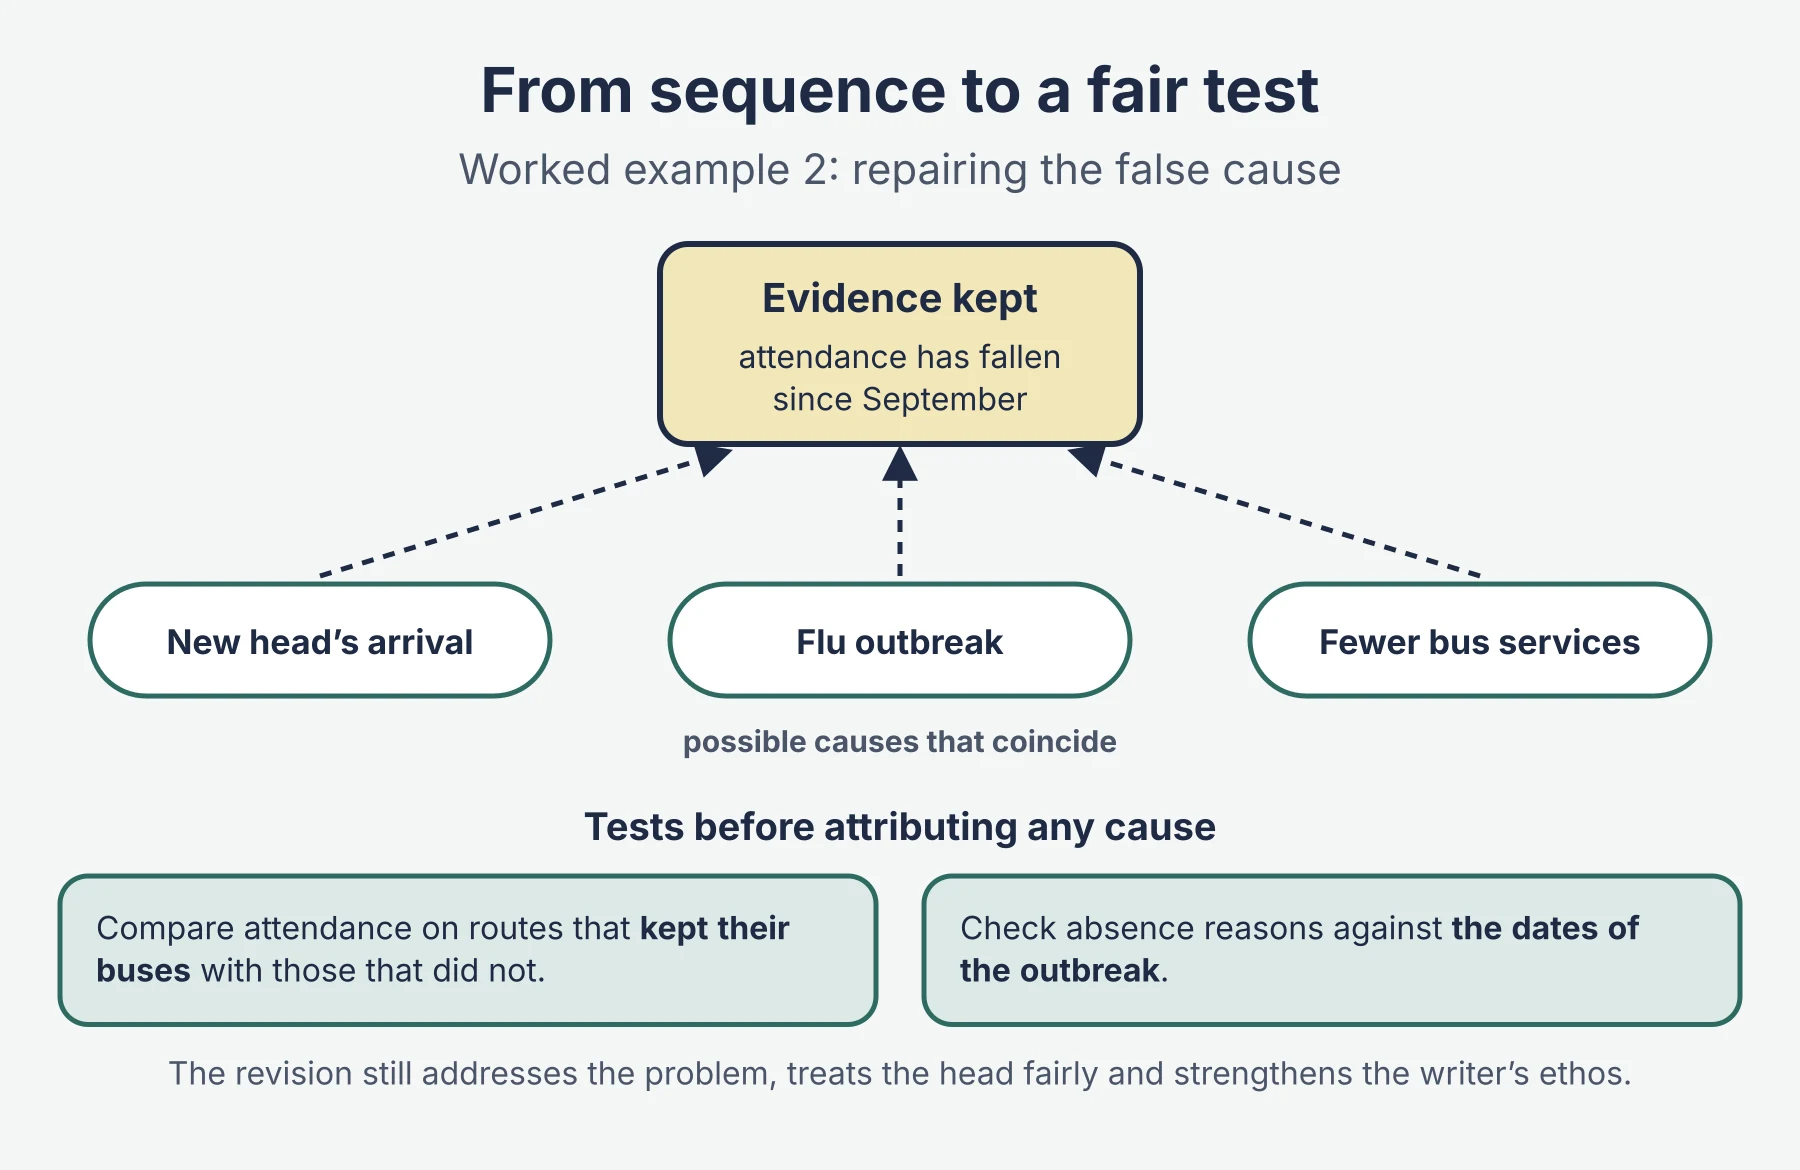 From sequence to a fair test
Worked example 2: repairing the false cause
Evidence kept
attendance has fallen
since September
New head’s arrival
Flu outbreak
Fewer bus services
possible causes that coincide
Tests before attributing any cause
Compare attendance on routes that kept their
buses with those that did not.
Check absence reasons against the dates of
the outbreak.
The revision still addresses the problem, treats the head fairly and strengthens the writer’s ethos.